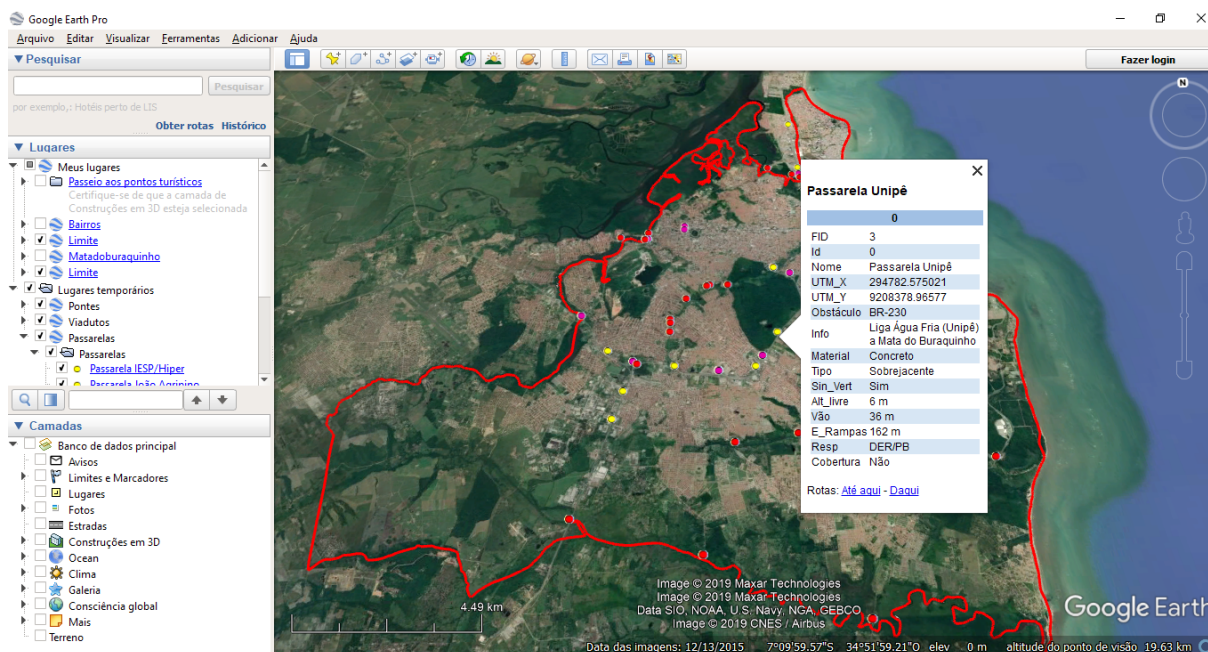 Google Earth Pro
Arquivo Editar Visualizar Ferramentas Adicionar Ajuda
Pesquisar
Pesquisar
por exemplo,: Hotéis perto de LIS
Obter rotas Histórico
Lugares
Meus lugares
Passeio aos pontos turísticos
Certifique-se de que a camada de
Construções em 3D esteja selecionada
Bairros
Limite
Matadoburaquinho
Limite
Lugares temporários
Pontes
Viadutos
Passarelas
Passarelas
Passarela IESP/Hiper
Passarela João Agripino
Camadas
Banco de dados principal
Avisos
Limites e Marcadores
Lugares
Fotos
Estradas
Construções em 3D
Ocean
Clima
Galeria
Consciência global
Mais
Terreno
Fazer login
N
Passarela Unipê
0
FID 3
Id 0
Nome Passarela Unipê
UTM_X 294782.575021
UTM_Y 9208378.96577
Obstáculo BR-230
Info Liga Água Fria (Unipê)
a Mata do Buraquinho
Material Concreto
Tipo Sobrejacente
Sin_Vert Sim
Alt_livre 6 m
Vão 36 m
E_Rampas 162 m
Resp DER/PB
Cobertura Não
Rotas: Até aqui - Daqui
4.49 km
Image © 2019 Maxar Technologies
Image © 2019 Maxar Technologies
Data SIO, NOAA, U.S. Navy, NGA, GEBCO
Image © 2019 CNES / Airbus
Google Earth
Data das imagens: 12/13/2015 7°09'59.57"S 34°51'59.21"O elev 0 m altitude do ponto de visão 19.63 km